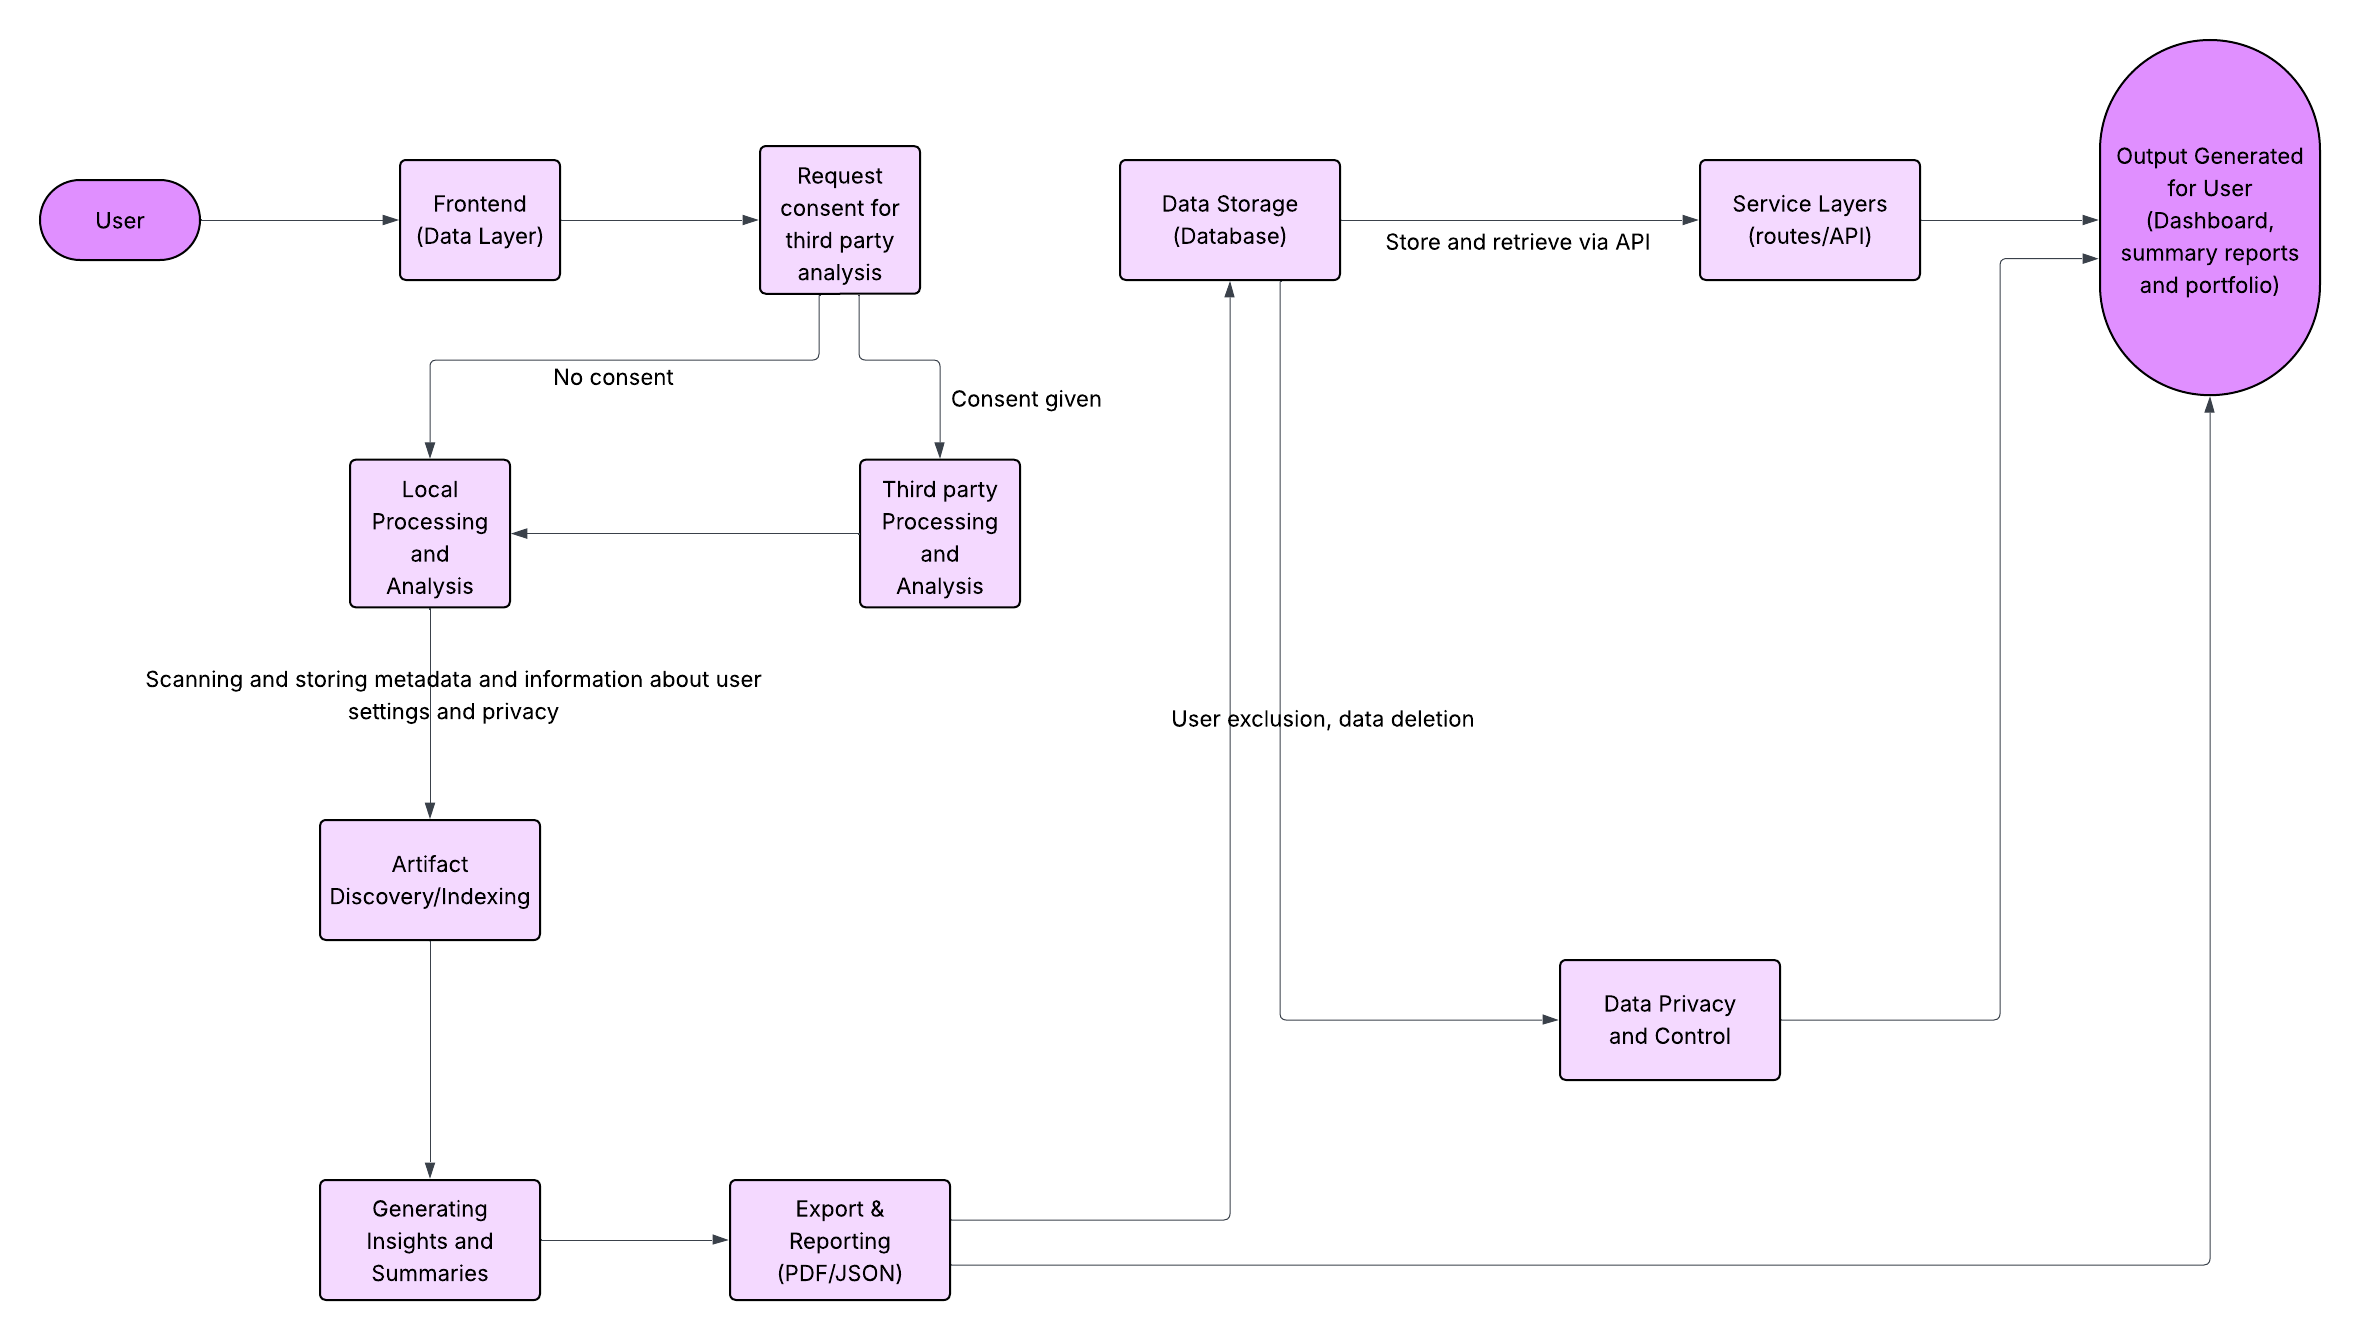 User
Frontend
(Data Layer)
Request
consent for
third party
analysis
Data Storage
(Database)
Store and retrieve via API
Service Layers
(routes/API)
Output Generated
for User
(Dashboard,
summary reports
and portfolio)
No consent
Consent given
Local
Processing
and
Analysis
Third party
Processing
and
Analysis
Scanning and storing metadata and information about user
settings and privacy
User exclusion, data deletion
Artifact
Discovery/Indexing
Data Privacy
and Control
Generating
Insights and
Summaries
Export &
Reporting
(PDF/JSON)